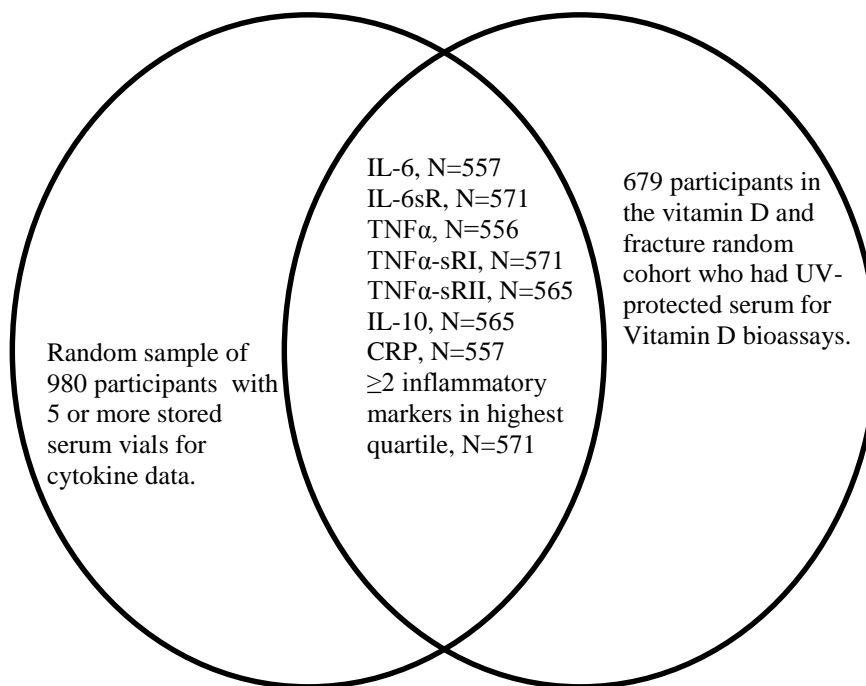 Random sample of
980 participants with
5 or more stored
serum vials for
cytokine data.
IL-6, N=557
IL-6sR, N=571
TNFα, N=556
TNFα-sRI, N=571
TNFα-sRII, N=565
IL-10, N=565
CRP, N=557
≥2 inflammatory
markers in highest
quartile, N=571
679 participants in
the vitamin D and
fracture random
cohort who had UV-
protected serum for
Vitamin D bioassays.